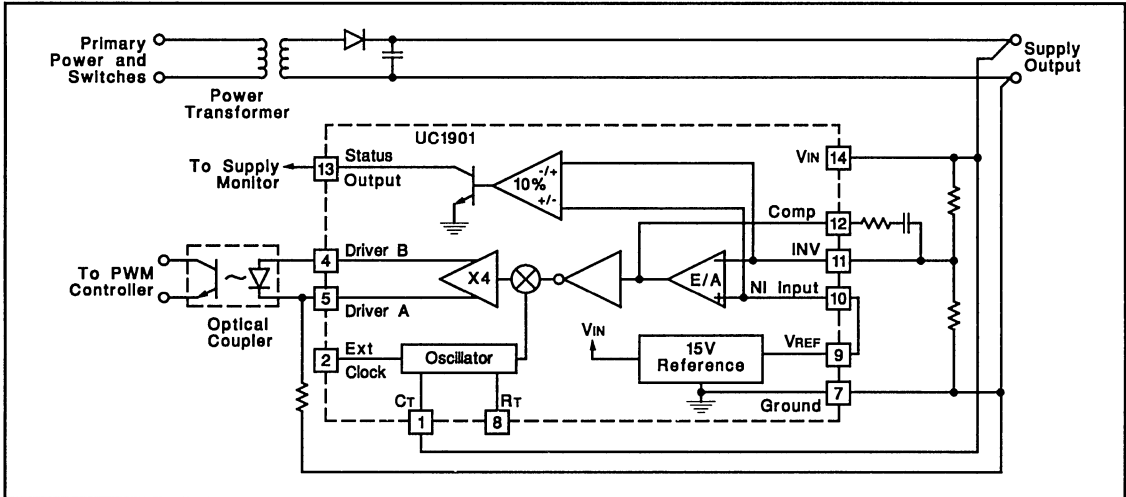 Primary
Power and
Switches
Power
Transformer
Supply
Output
UC1901
To Supply
Monitor
13
Status
Output
10%
-/+
+/-
VIN
14
Comp
12
INV
11
NI Input
10
VREF
9
Ground
7
To PWM
Controller
Optical
Coupler
4
Driver B
5
Driver A
X4
E/A
+
VIN
15V
Reference
2
Ext
Clock
Oscillator
CT
RT
1
8